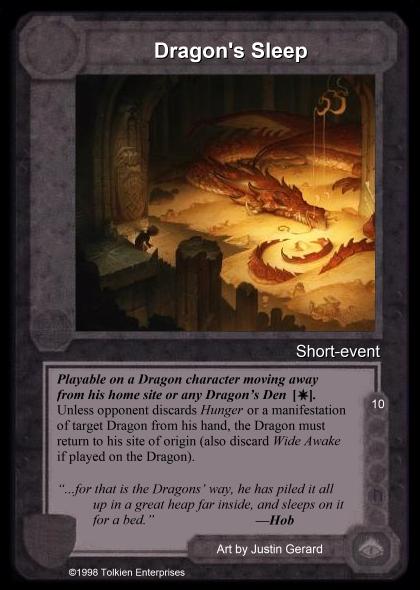 Dragon's Sleep
Short-event
Playable on a Dragon character moving away
from his home site or any Dragon's Den [☀].
Unless opponent discards Hunger or a manifestation
of target Dragon from his hand, the Dragon must
return to his site of origin (also discard Wide Awake
if played on the Dragon).
10
“...for that is the Dragons’ way, he has piled it all
up in a great heap far inside, and sleeps on it
for a bed.” —Hob
Art by Justin Gerard
©1998 Tolkien Enterprises